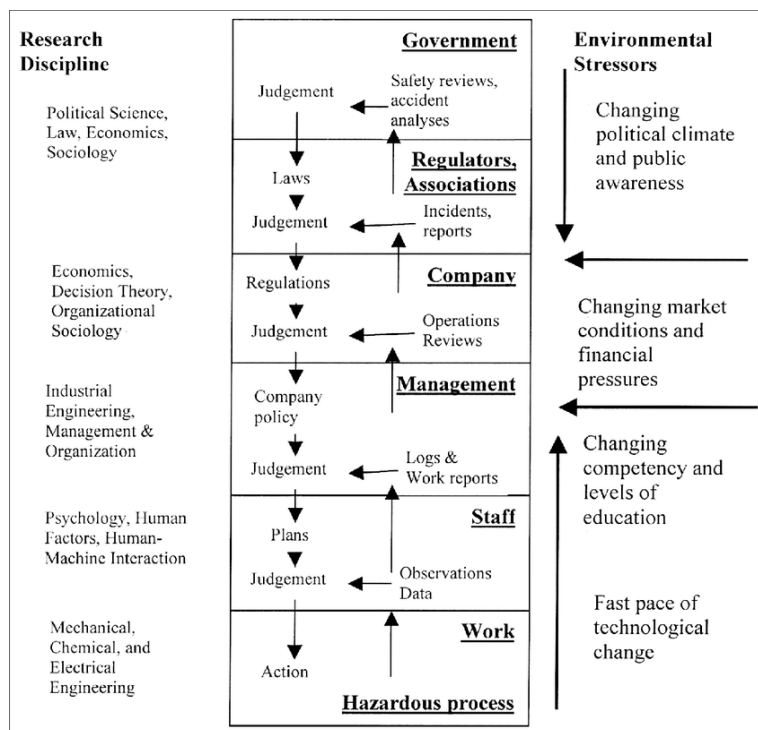 Research
Discipline
Political Science,
Law, Economics,
Sociology
Economics,
Decision Theory,
Organizational
Sociology
Industrial
Engineering,
Management &
Organization
Psychology, Human
Factors, Human-
Machine Interaction
Mechanical,
Chemical, and
Electrical
Engineering
Government
Judgement
Safety reviews,
accident
analyses
Regulators,
Associations
Laws
Judgement
Incidents,
reports
Company
Regulations
Judgement
Operations
Reviews
Management
Company
policy
Judgement
Logs &
Work reports
Staff
Plans
Judgement
Observations
Data
Work
Action
Hazardous process
Environmental
Stressors
Changing
political climate
and public
awareness
Changing market
conditions and
financial
pressures
Changing
competency and
levels of
education
Fast pace of
technological
change